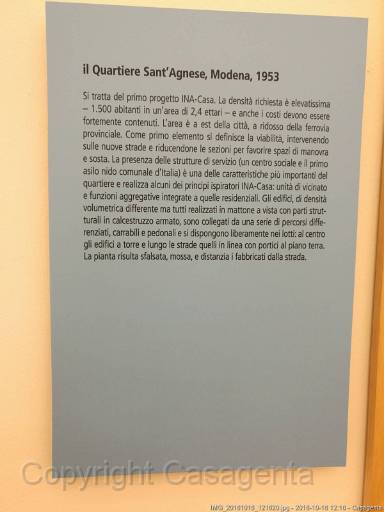 il Quartiere Sant'Agnese, Modena, 1953
Si tratta del primo progetto INA-Casa. La densità richiesta è elevatissima
– 1.500 abitanti in un'area di 2,4 ettari – e anche i costi devono essere
fortemente contenuti. L'area è a est della città, a ridosso della ferrovia
provinciale. Come primo elemento si definisce la viabilità, intervenendo
sulle nuove strade e riducendone le sezioni per favorire spazi di manovra
e sosta. La presenza delle strutture di servizio (un centro sociale e il primo
asilo nido comunale d'Italia) è una delle caratteristiche più importanti del
quartiere e realizza alcuni dei principi ispiratori INA-Casa: unità di vicinato
e funzioni aggregative integrate a quelle residenziali. Gli edifici, di densità
volumetrica differente ma tutti realizzati in mattone a vista con parti strut-
turali in calcestruzzo armato, sono collegati da una serie di percorsi diffe-
renziati, carrabili e pedonali e si dispongono liberamente nei lotti: al centro
gli edifici a torre e lungo le strade quelli in linea con portici al piano terra.
La pianta risulta sfalsata, mossa, e distanzia i fabbricati dalla strada.
Copyright Casagenta
IMG_20161016_121620.jpg - 2016-10-16 12:16 - Casagenta